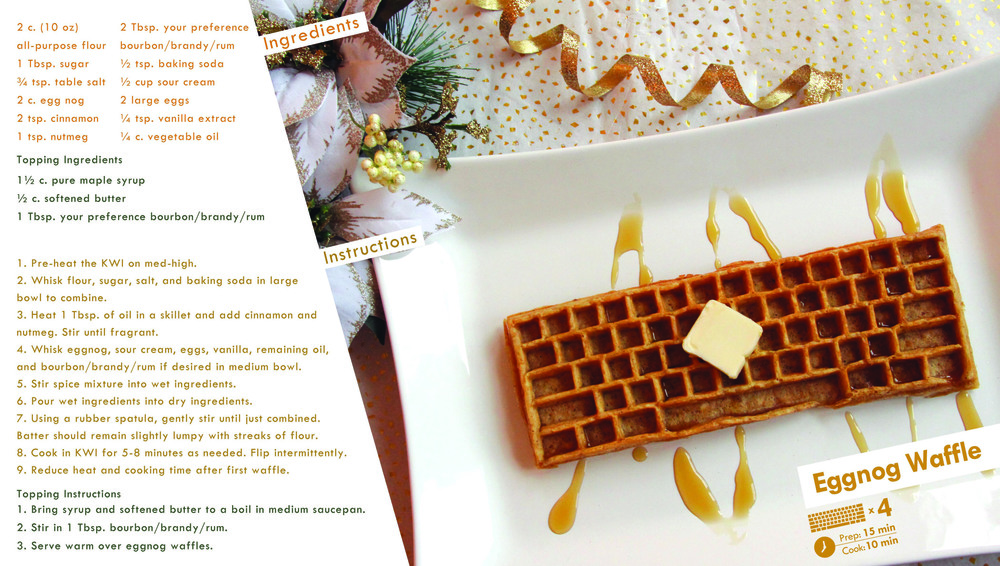 Ingredients
2 c. (10 oz)
all-purpose flour
1 Tbsp. sugar
¾ tsp. table salt
2 c. egg nog
2 tsp. cinnamon
1 tsp. nutmeg
2 Tbsp. your preference
bourbon/brandy/rum
½ tsp. baking soda
½ cup sour cream
2 large eggs
¼ tsp. vanilla extract
¼ c. vegetable oil
Topping Ingredients
1½ c. pure maple syrup
½ c. softened butter
1 Tbsp. your preference bourbon/brandy/rum
Instructions
1. Pre-heat the KWI on med-high.
2. Whisk flour, sugar, salt, and baking soda in large
bowl to combine.
3. Heat 1 Tbsp. of oil in a skillet and add cinnamon and
nutmeg. Stir until fragrant.
4. Whisk eggnog, sour cream, eggs, vanilla, remaining oil,
and bourbon/brandy/rum if desired in medium bowl.
5. Stir spice mixture into wet ingredients.
6. Pour wet ingredients into dry ingredients.
7. Using a rubber spatula, gently stir until just combined.
Batter should remain slightly lumpy with streaks of flour.
8. Cook in KWI for 5-8 minutes as needed. Flip intermittently.
9. Reduce heat and cooking time after first waffle.
Topping Instructions
1. Bring syrup and softened butter to a boil in medium saucepan.
2. Stir in 1 Tbsp. bourbon/brandy/rum.
3. Serve warm over eggnog waffles.
Eggnog Waffle
x 4
Prep: 15 min
Cook: 10 min